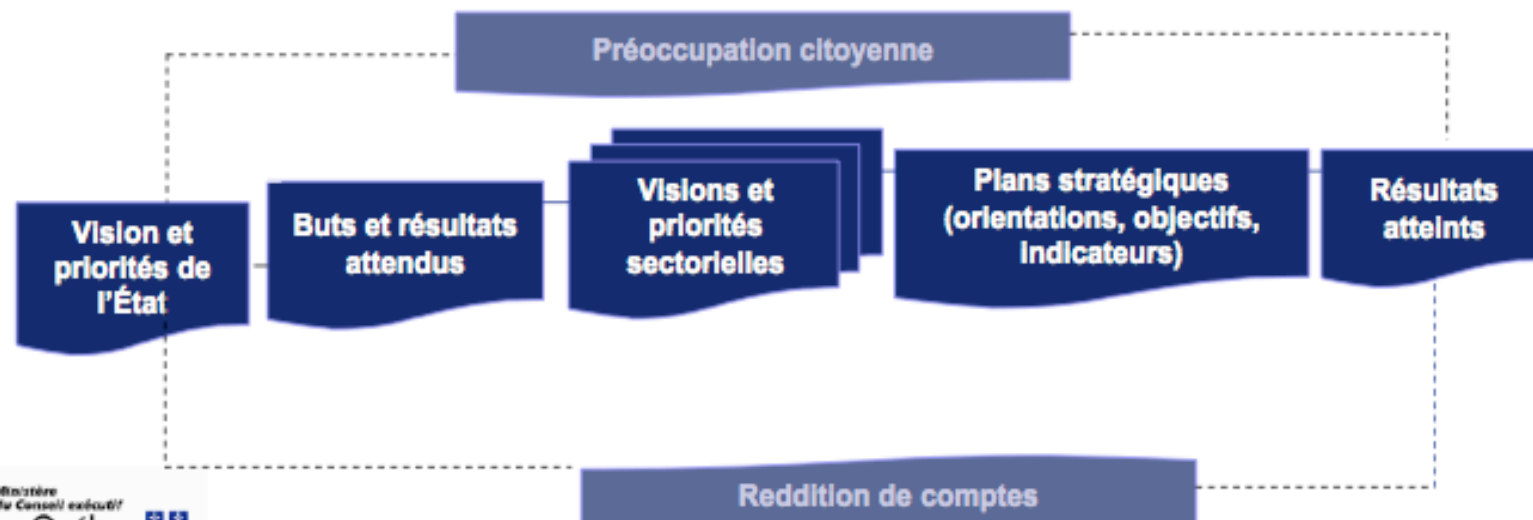 Préoccupation citoyenne
Vision et
priorités de
l'État
Buts et résultats
attendus
Visions et
priorités
sectorielles
Plans stratégiques
(orientations, objectifs,
indicateurs)
Résultats
atteints
Reddition de comptes
Ministère
du Conseil exécutif